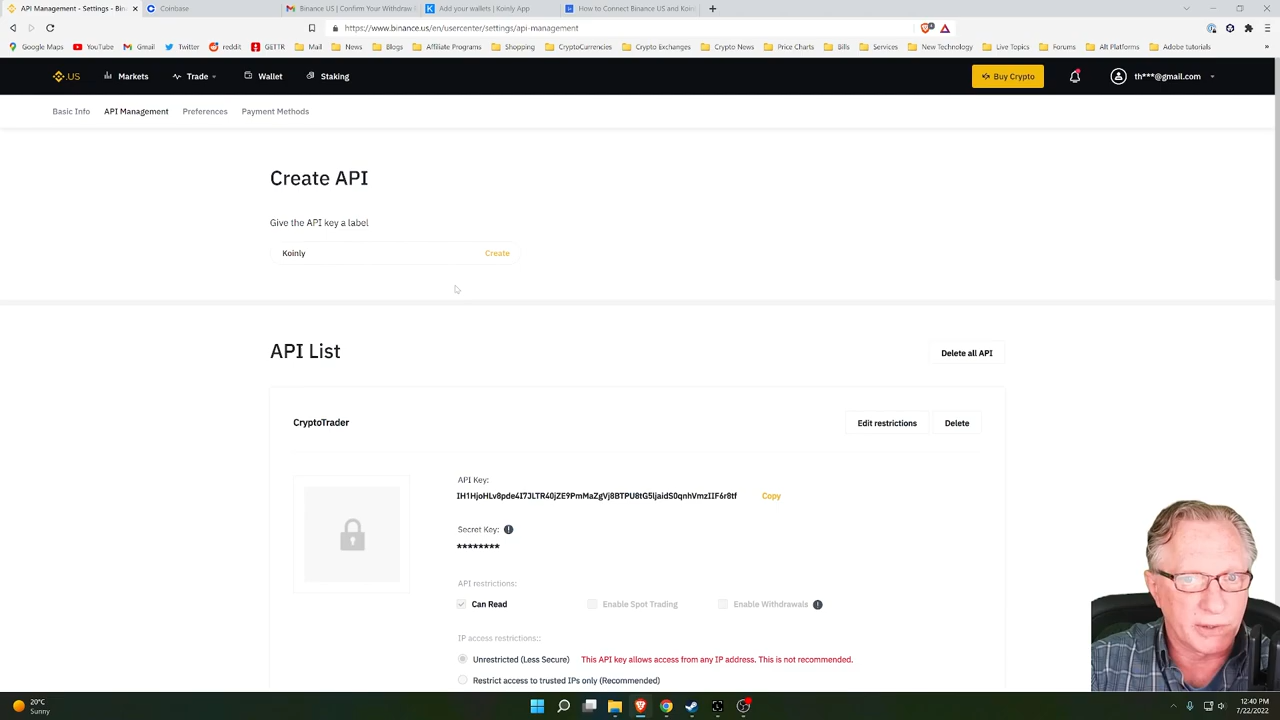 API Management - Settings - Bin
Coinbase
Binance US | Confirm Your Withdraw
Add your wallets | Koinly App
How to Connect Binance US and Koin
https://www.binance.us/en/usercenter/settings/api-management
Google Maps
YouTube
Gmail
Twitter
reddit
GETTR
Mail
News
Blogs
Affiliate Programs
Shopping
CryptoCurrencies
Crypto Exchanges
Crypto News
Price Charts
Bills
Services
New Technology
Live Topics
Forums
Alt Platforms
Adobe tutorials
.US
Markets
Trade
Wallet
Staking
Buy Crypto
th***@gmail.com
Basic Info
API Management
Preferences
Payment Methods
Create API
Give the API key a label
Koinly
Create
API List
Delete all API
CryptoTrader
Edit restrictions
Delete
API Key:
Copy
Secret Key:
********
API restrictions:
Can Read
Enable Spot Trading
Enable Withdrawals
IP access restrictions::
Unrestricted (Less Secure)
This API key allows access from any IP address. This is not recommended.
Restrict access to trusted IPs only (Recommended)
20°C
Sunny
12:40 PM
7/22/2022